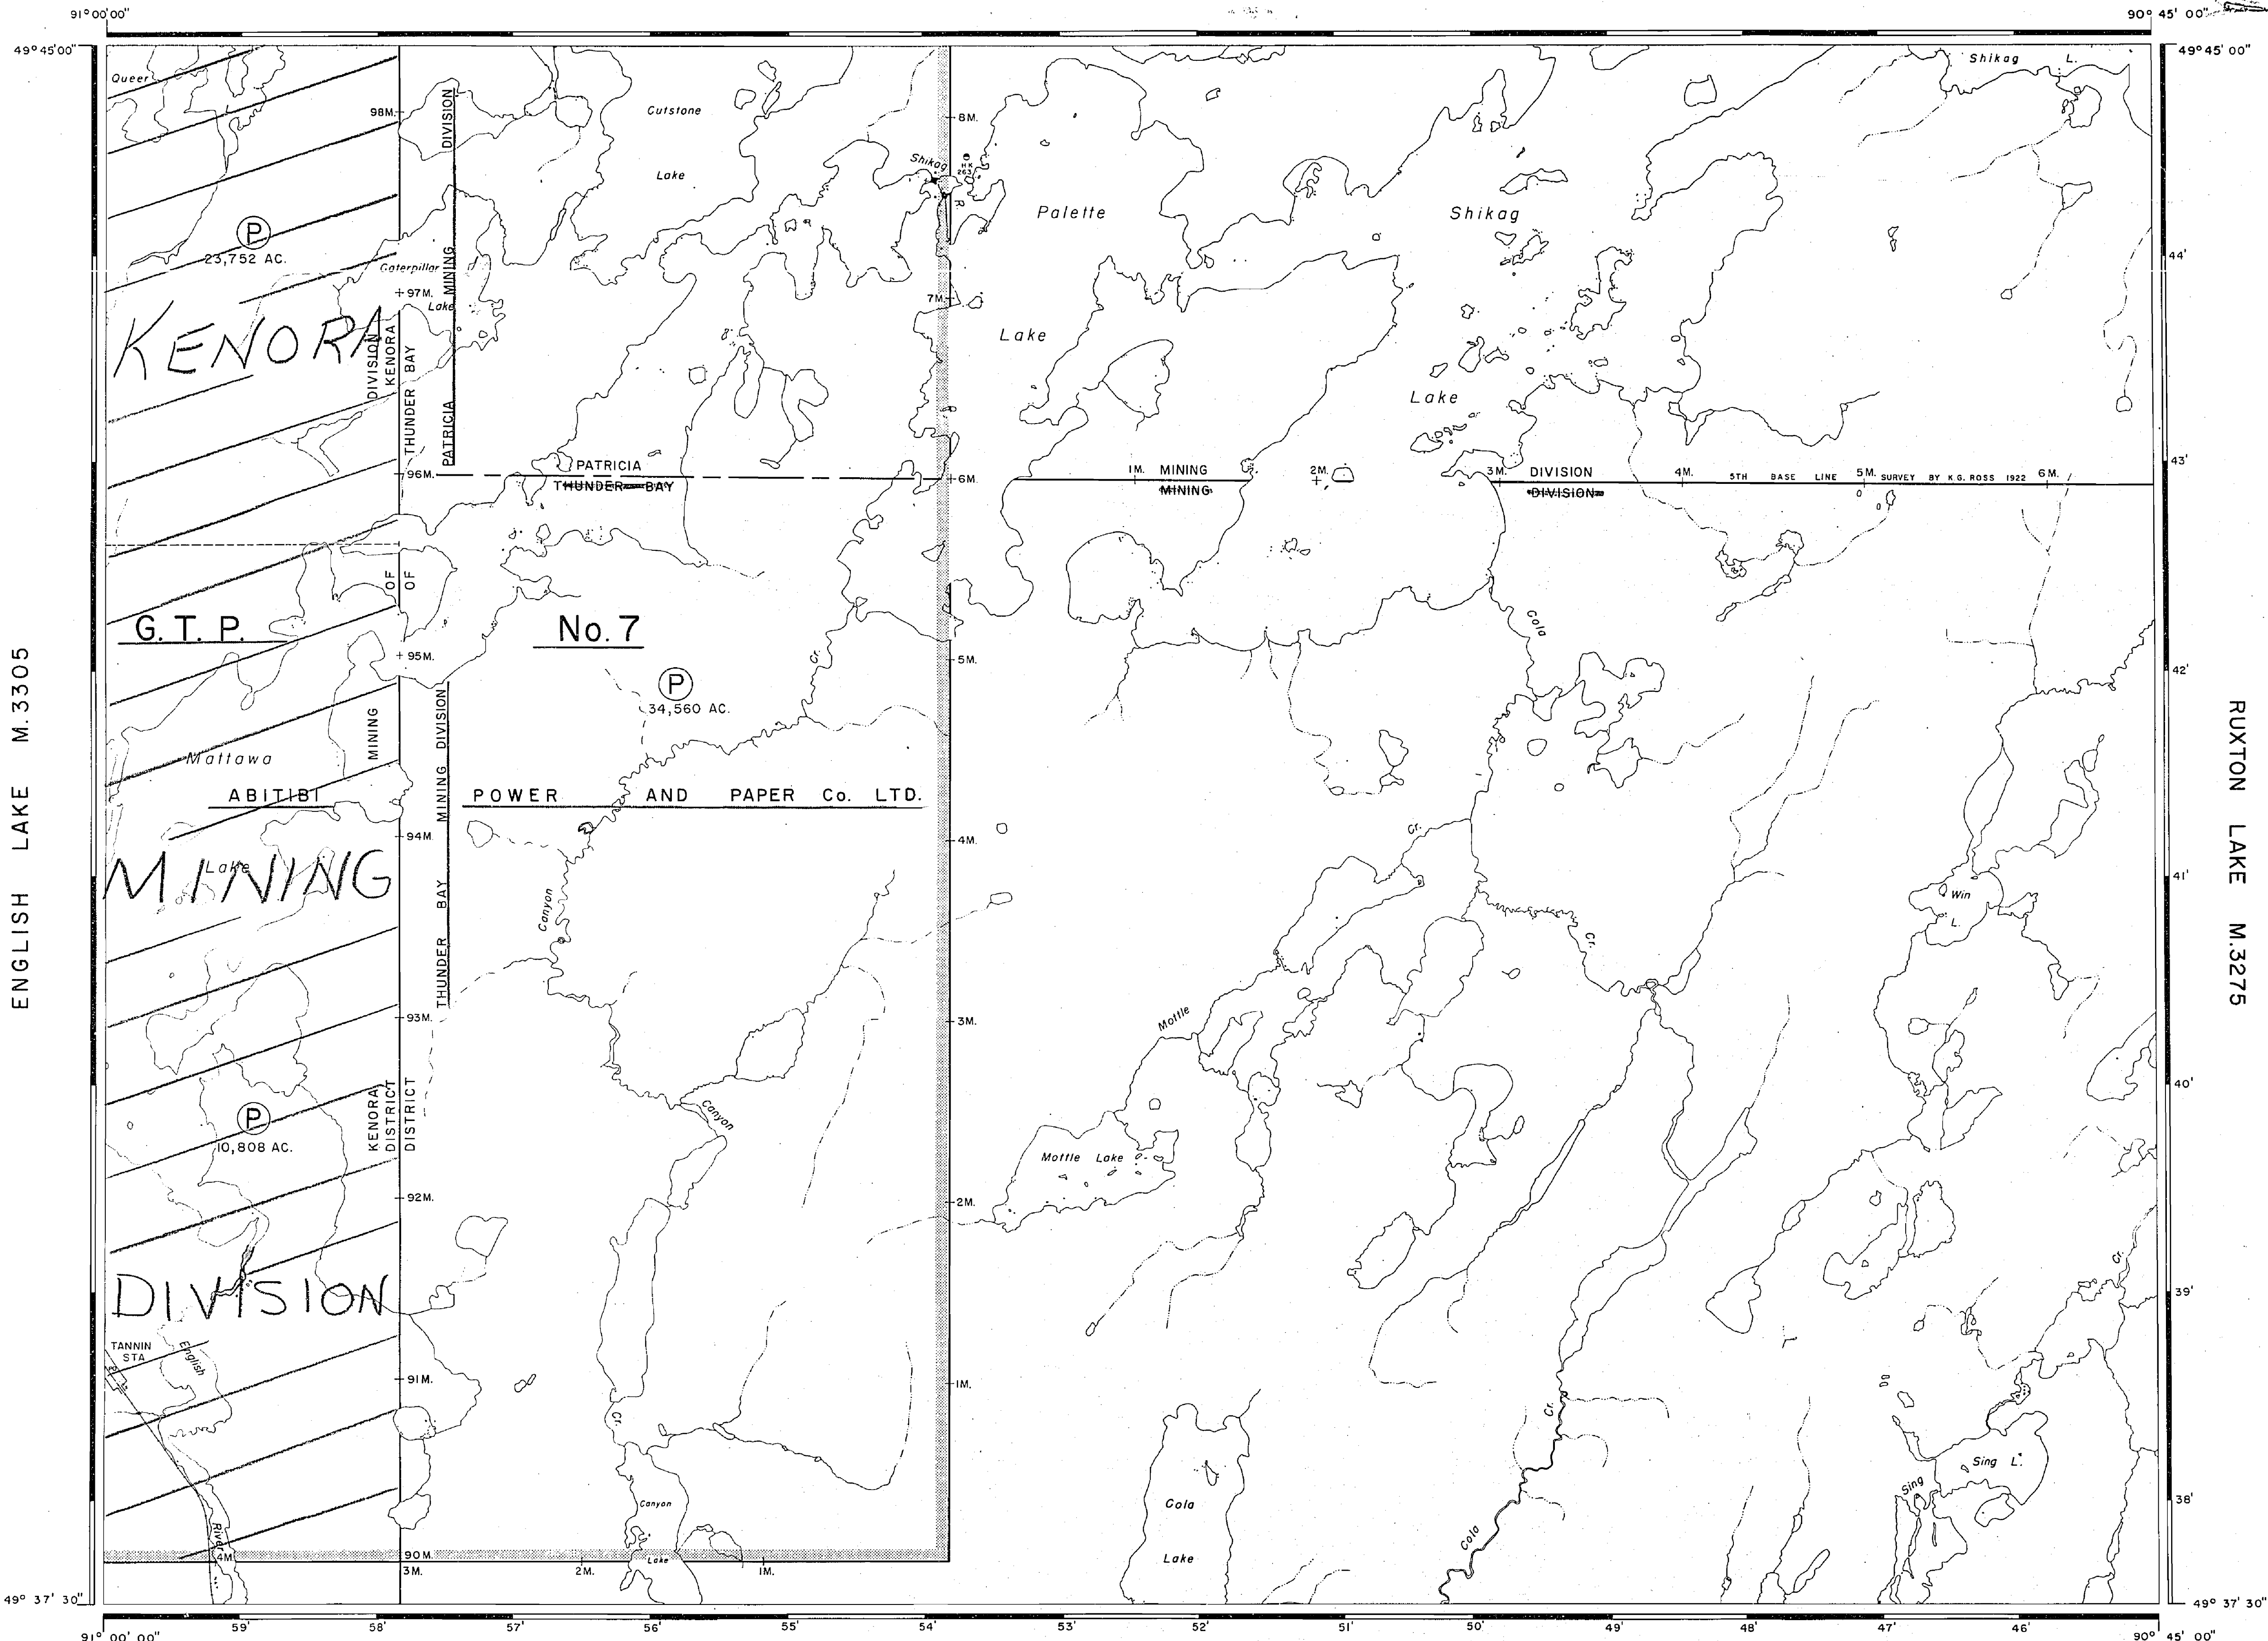 91° 00' 00"
90° 45' 00"
49° 45' 00"
49° 45' 00"
Queer
Shikag L.
98M.
DIVISION
Cutstone
8M.
Shikag
HK
263
R
Lake
Palette
Shikag
P
23,752 AC.
44'
Caterpillar
MINING
97M.
Lake
7M.
KENORA
DIVISION
KENORA
THUNDER BAY
Lake
Lake
PATRICIA
PATRICIA
1M. MINING
2M.
3M. DIVISION
4M. 5TH BASE LINE 5M. SURVEY BY K.G. ROSS 1922 6M.
43'
96M.
THUNDER BAY
6M.
MINING
DIVISION
OF
OF
Cola
G. T. P.
No. 7
95M.
Cr.
5M.
42'
P
34,560 AC.
ENGLISH LAKE M.3305
RUXTON LAKE M.3275
MINING
THUNDER BAY MINING DIVISION
Mattawa
ABITIBI POWER AND PAPER Co. LTD.
94M.
4M.
Cr.
Lake
MINING
41'
Win
L.
Canyon
Cr.
93M.
3M.
Mottle
40'
KENORA
DISTRICT
DISTRICT
P
10,808 AC.
Canyon
Mottle Lake
92M.
2M.
Cr.
DIVISION
39'
TANNIN
STA
English
91M.
1M.
Cr.
Cr.
Sing L.
Canyon
Cola
Sing
38'
River
Cola
4M.
90M.
Lake
Lake
3M.
2M.
1M.
49° 37' 30"
49° 37' 30"
59'
58'
57'
56'
55'
54'
53'
52'
51'
50'
49'
48'
47'
46'
91° 00' 00"
90° 45' 00"